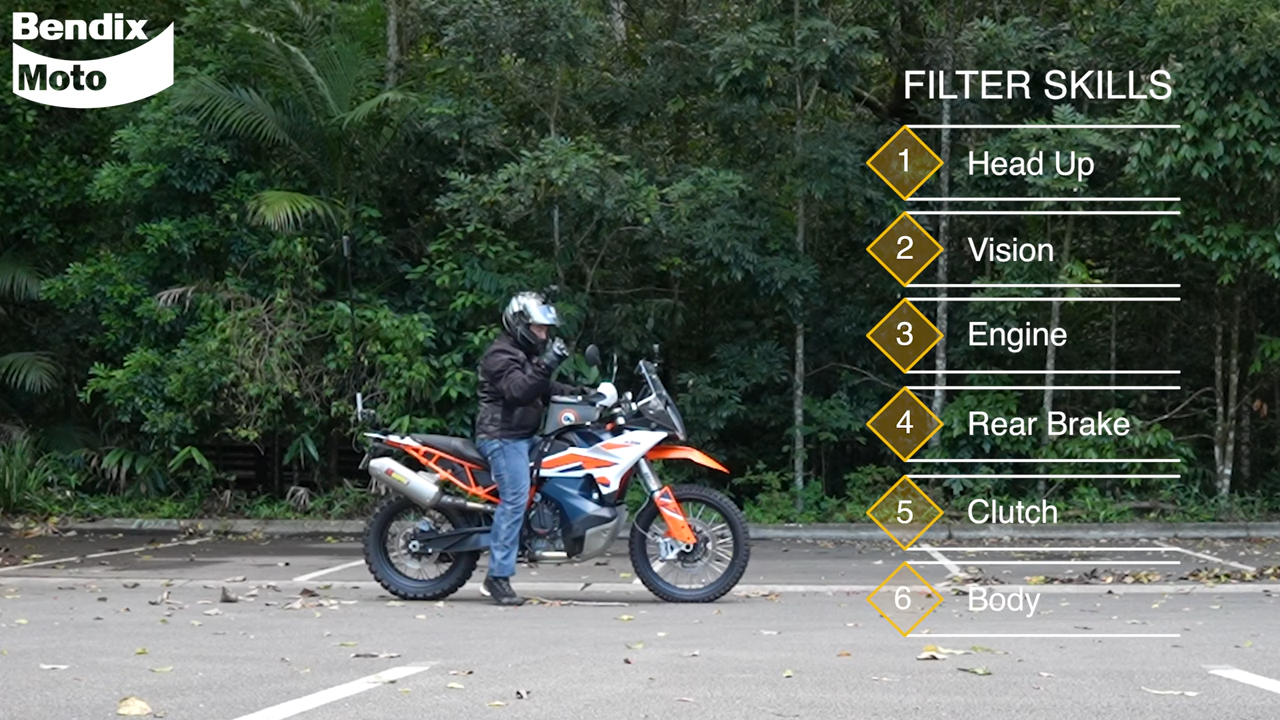 Bendix
Moto
FILTER SKILLS
1 Head Up
2 Vision
3 Engine
4 Rear Brake
5 Clutch
6 Body